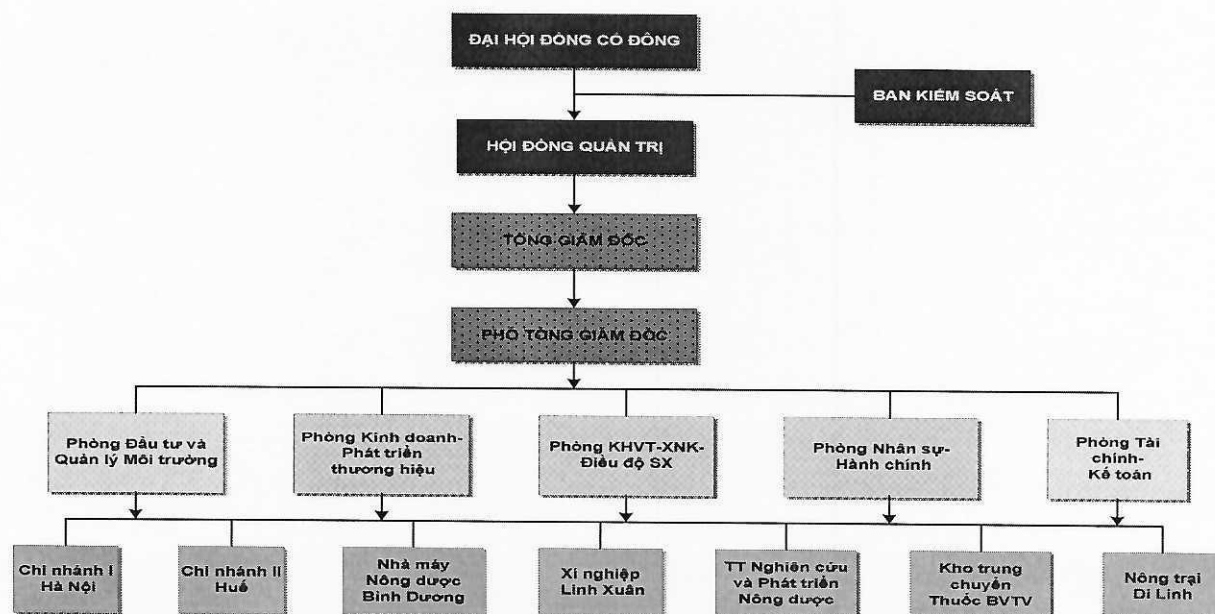 ĐẠI HỘI ĐỒNG CỔ ĐÔNG
BAN KIỂM SOÁT
HỘI ĐỒNG QUẢN TRỊ
TỔNG GIÁM ĐỐC
PHÓ TỔNG GIÁM ĐỐC
Phòng Đầu tư và
Quản lý Môi trường
Phòng Kinh doanh-
Phát triển
thương hiệu
Phòng KHVT-XNK-
Điều độ SX
Phòng Nhân sự-
Hành chính
Phòng Tài
chính-
Kế toán
Chi nhánh I
Hà Nội
Chi nhánh II
Huế
Nhà máy
Nông dược
Bình Dương
Xí nghiệp
Linh Xuân
TT Nghiên cứu
và Phát triển
Nông dược
Kho trung
chuyển
Thuốc BVTV
Nông trại
Di Linh